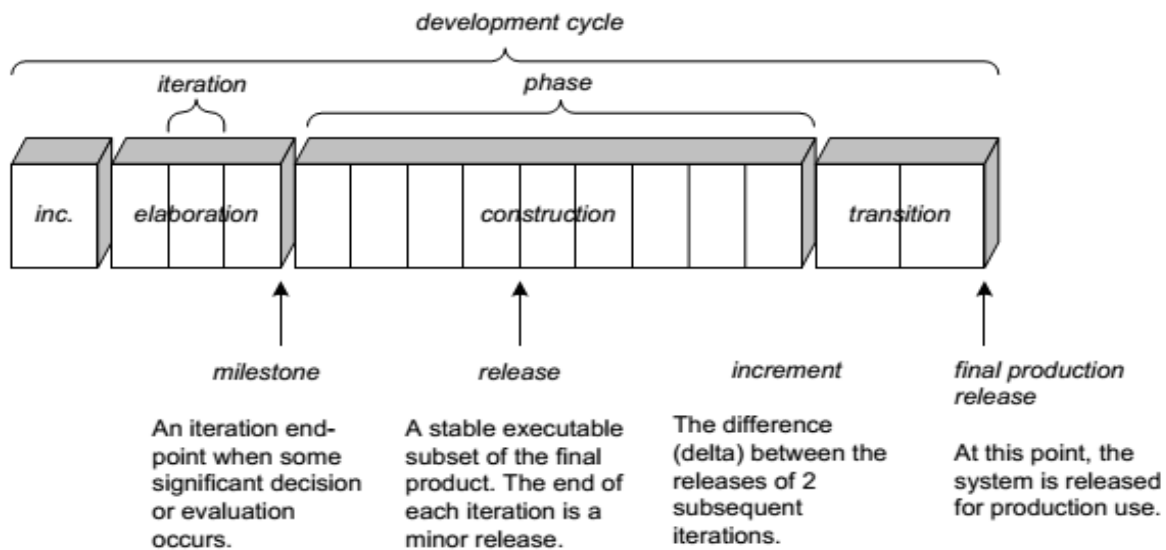 development cycle
iteration
phase
inc.
elaboration
construction
transition
milestone
An iteration end-
point when some
significant decision
or evaluation
occurs.
release
A stable executable
subset of the final
product. The end of
each iteration is a
minor release.
increment
The difference
(delta) between the
releases of 2
subsequent
iterations.
final production
release
At this point, the
system is released
for production use.